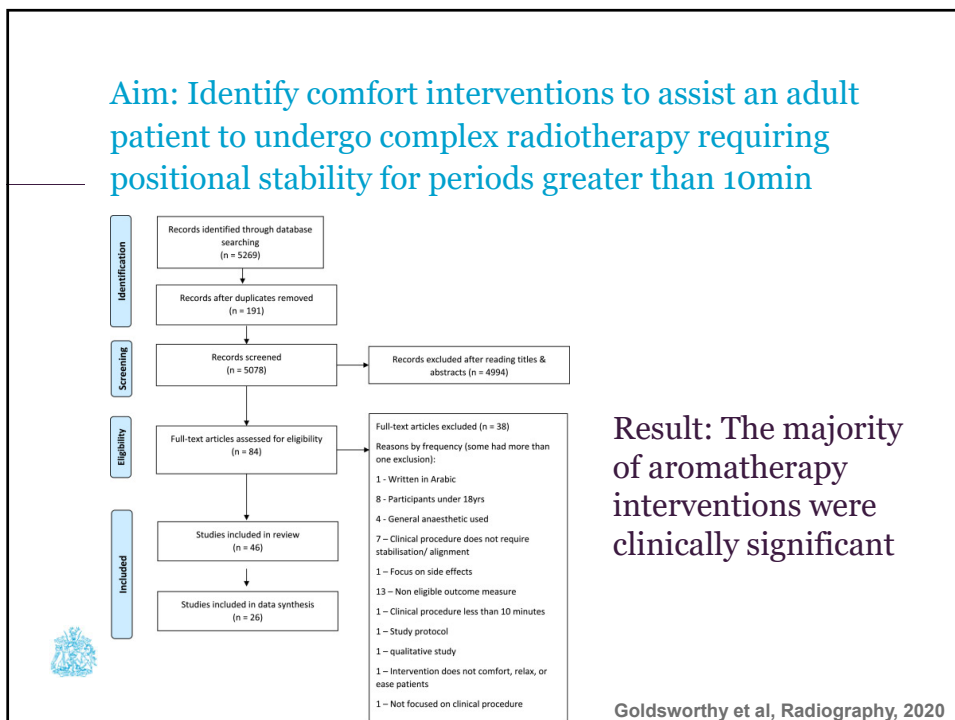 Aim: Identify comfort interventions to assist an adult
patient to undergo complex radiotherapy requiring
positional stability for periods greater than 10min
Identification
Records identified through database
searching
(n = 5269)
Records after duplicates removed
(n = 191)
Screening
Records screened
(n = 5078)
Records excluded after reading titles &
abstracts (n = 4994)
Eligibility
Full-text articles assessed for eligibility
(n = 84)
Full-text articles excluded (n = 38)
Reasons by frequency (some had more than
one exclusion):
1 - Written in Arabic
8 - Participants under 18yrs
4 - General anaesthetic used
7 – Clinical procedure does not require
stabilisation/ alignment
1 – Focus on side effects
13 – Non eligible outcome measure
1 – Clinical procedure less than 10 minutes
1 – Study protocol
1 – qualitative study
1 – Intervention does not comfort, relax, or
ease patients
1 – Not focused on clinical procedure
Included
Studies included in review
(n = 46)
Studies included in data synthesis
(n = 26)
Result: The majority
of aromatherapy
interventions were
clinically significant
Goldsworthy et al, Radiography, 2020